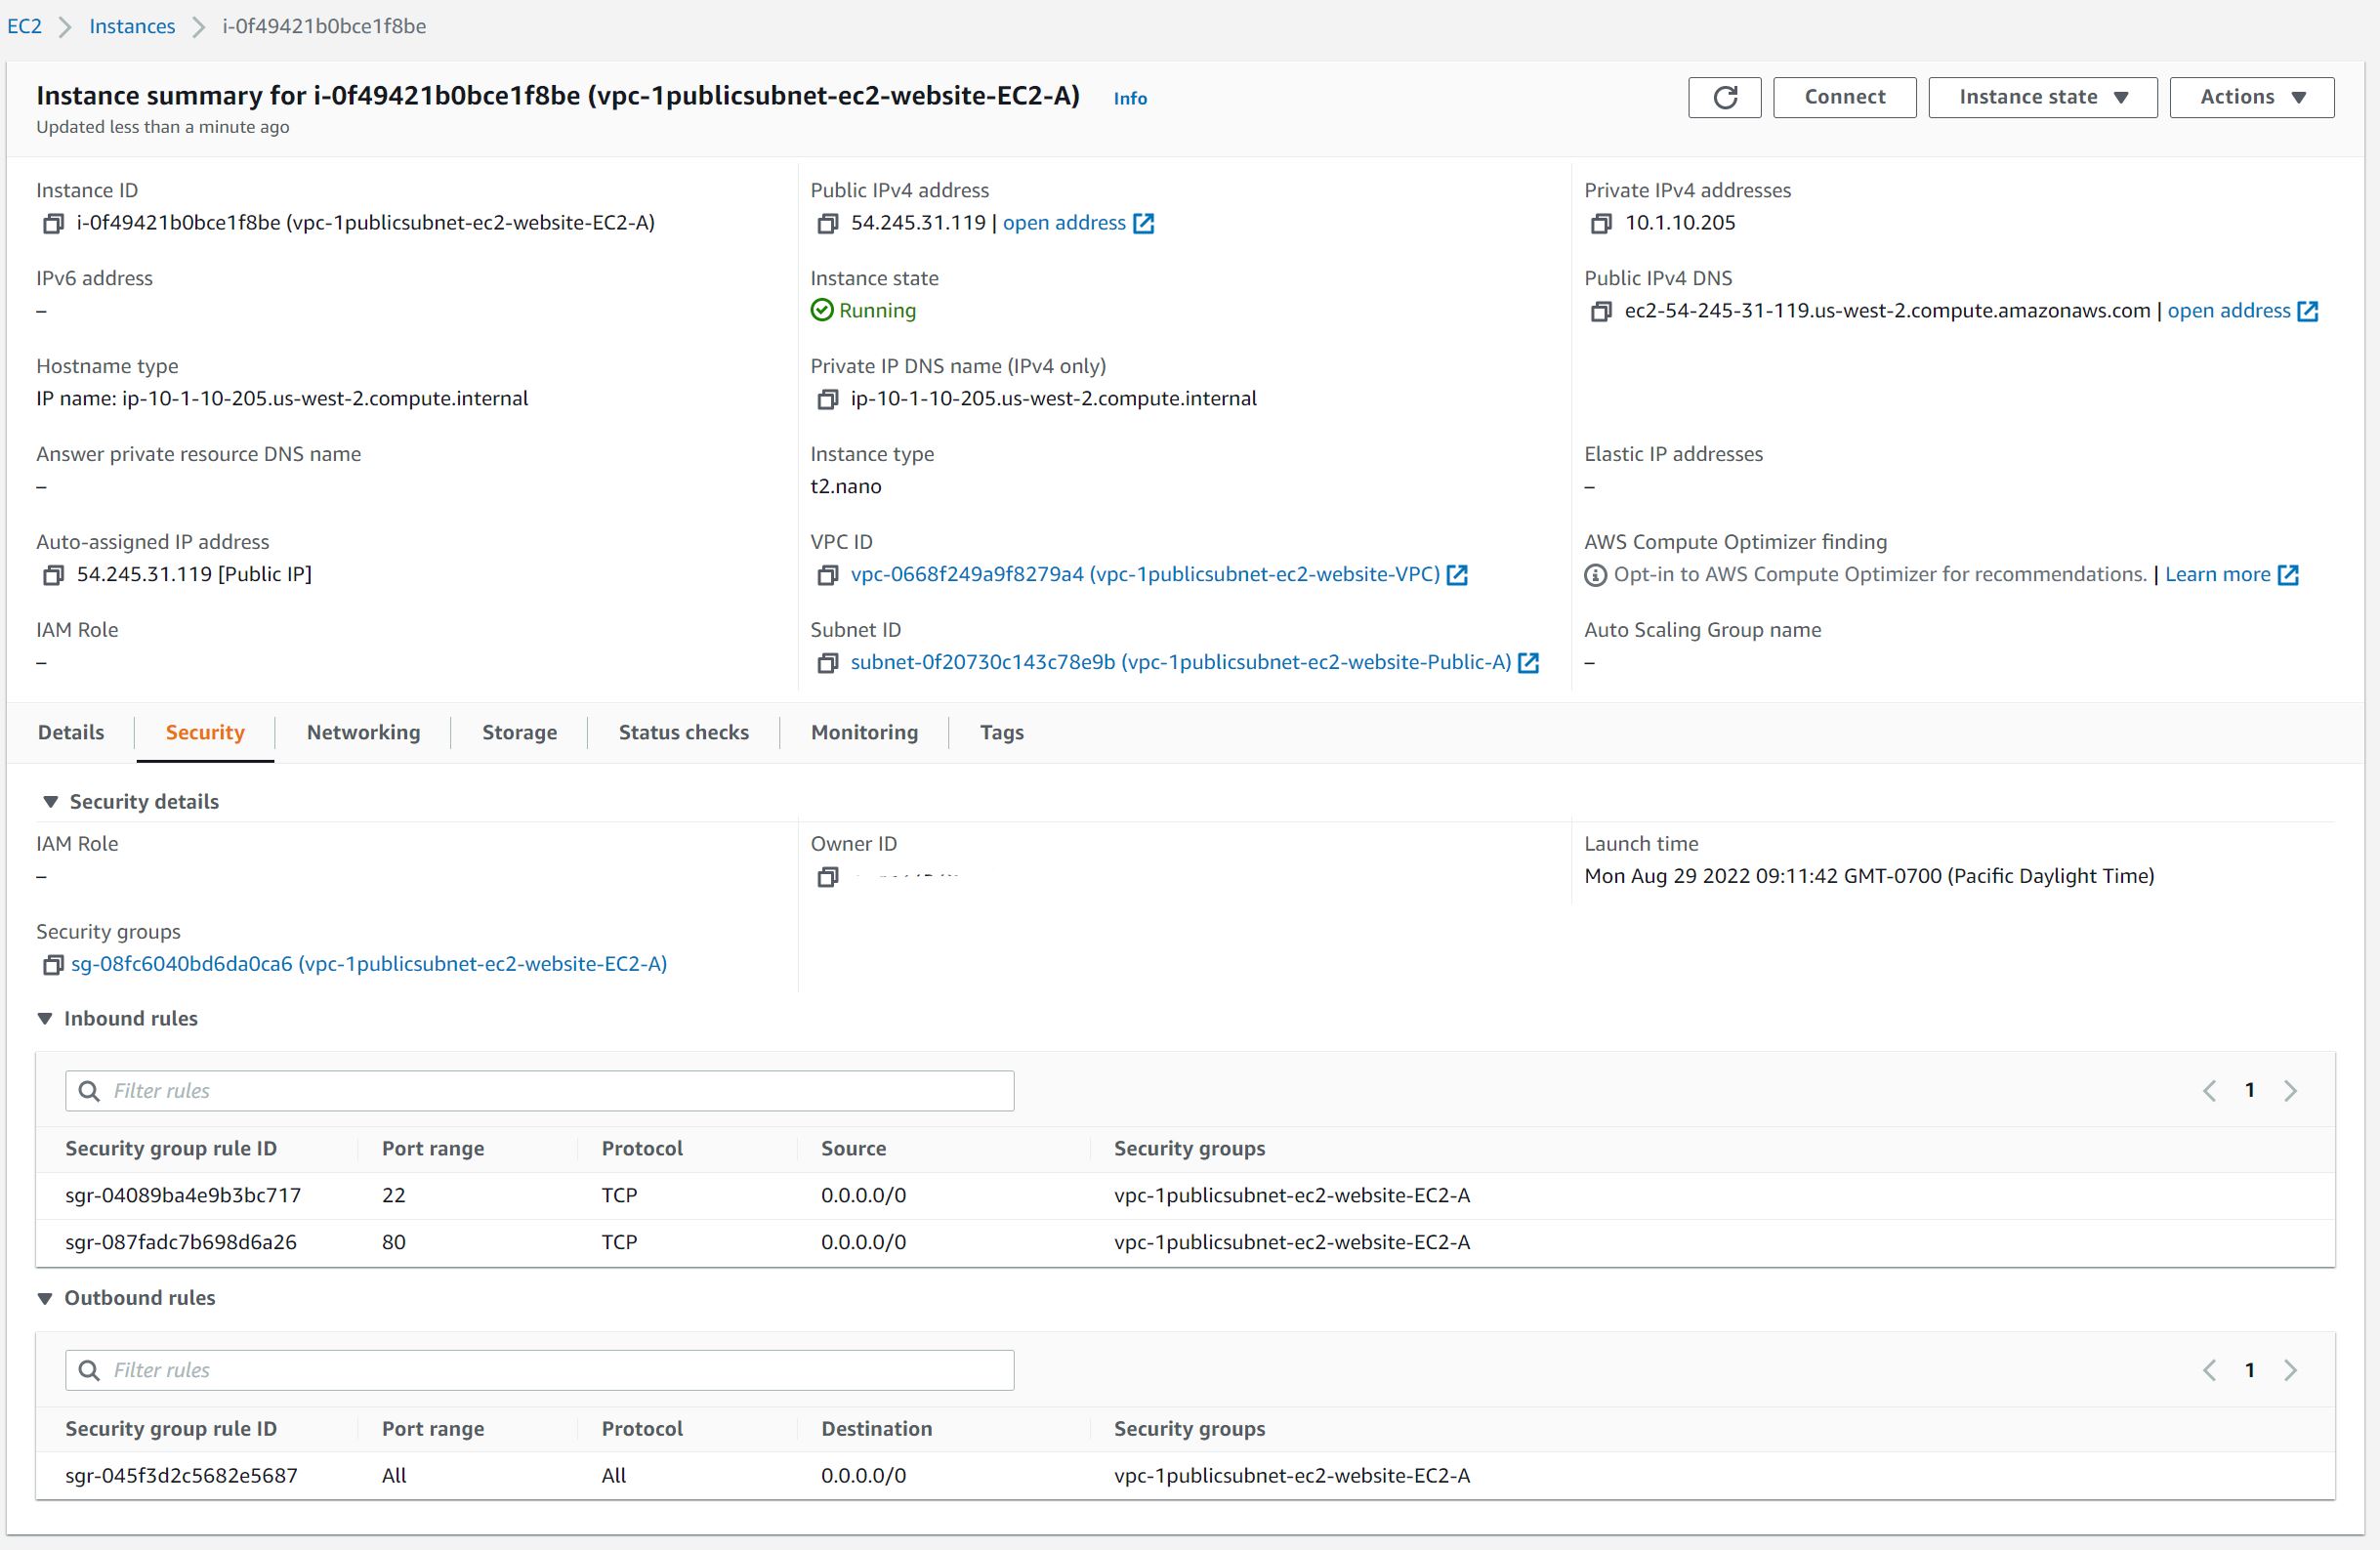 EC2 > Instances > i-0f49421b0bce1f8be
Instance summary for i-0f49421b0bce1f8be (vpc-1publicsubnet-ec2-website-EC2-A) Info
Connect Instance state Actions
Updated less than a minute ago
Instance ID
i-0f49421b0bce1f8be (vpc-1publicsubnet-ec2-website-EC2-A)
Public IPv4 address
54.245.31.119 | open address
Private IPv4 addresses
10.1.10.205
IPv6 address
–
Instance state
Running
Public IPv4 DNS
ec2-54-245-31-119.us-west-2.compute.amazonaws.com | open address
Hostname type
IP name: ip-10-1-10-205.us-west-2.compute.internal
Private IP DNS name (IPv4 only)
ip-10-1-10-205.us-west-2.compute.internal
Answer private resource DNS name
–
Instance type
t2.nano
Elastic IP addresses
–
Auto-assigned IP address
54.245.31.119 [Public IP]
VPC ID
vpc-0668f249a9f8279a4 (vpc-1publicsubnet-ec2-website-VPC)
AWS Compute Optimizer finding
Opt-in to AWS Compute Optimizer for recommendations. | Learn more
IAM Role
–
Subnet ID
subnet-0f20730c143c78e9b (vpc-1publicsubnet-ec2-website-Public-A)
Auto Scaling Group name
–
Details Security Networking Storage Status checks Monitoring Tags
Security details
IAM Role
–
Owner ID
Launch time
Mon Aug 29 2022 09:11:42 GMT-0700 (Pacific Daylight Time)
Security groups
sg-08fc6040bd6da0ca6 (vpc-1publicsubnet-ec2-website-EC2-A)
Inbound rules
Filter rules
1
Security group rule ID Port range Protocol Source Security groups
sgr-04089ba4e9b3bc717 22 TCP 0.0.0.0/0 vpc-1publicsubnet-ec2-website-EC2-A
sgr-087fadc7b698d6a26 80 TCP 0.0.0.0/0 vpc-1publicsubnet-ec2-website-EC2-A
Outbound rules
Filter rules
1
Security group rule ID Port range Protocol Destination Security groups
sgr-045f3d2c5682e5687 All All 0.0.0.0/0 vpc-1publicsubnet-ec2-website-EC2-A